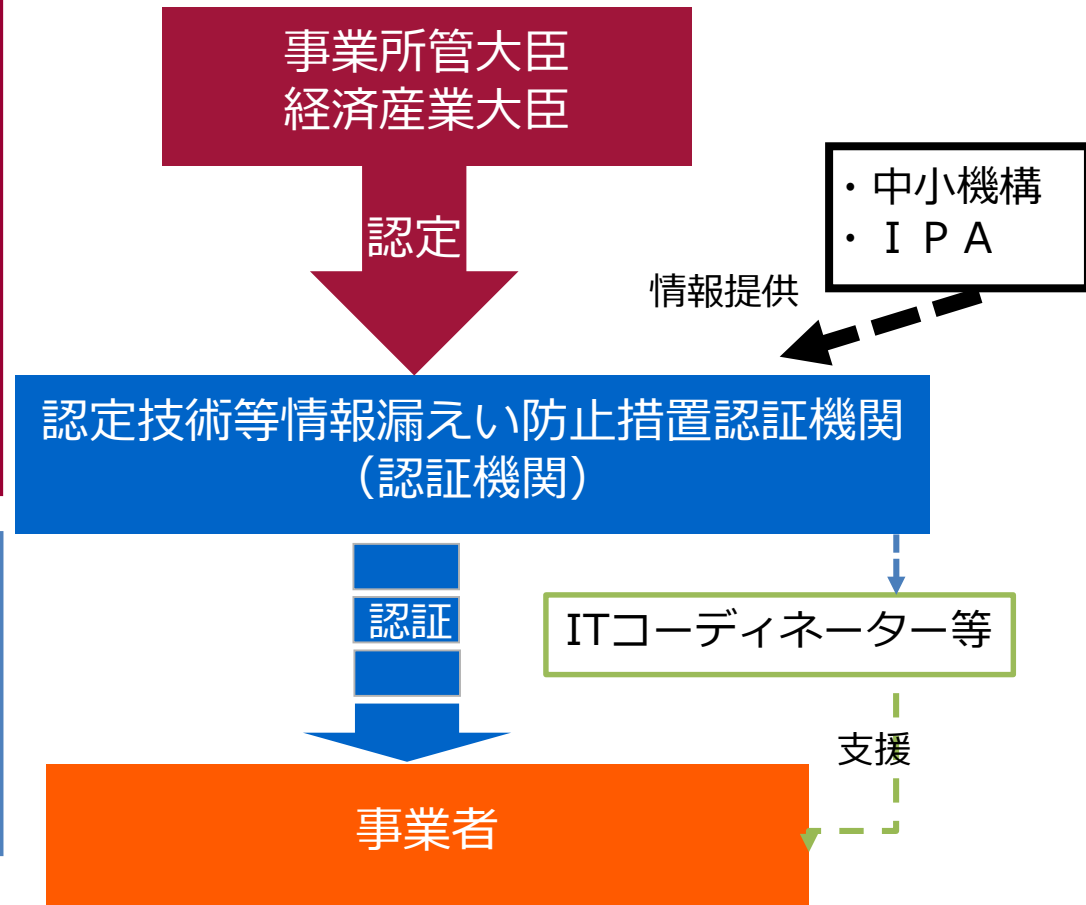 事業所管大臣
経済産業大臣
認定
・中小機構
・ＩＰＡ
情報提供
認定技術等情報漏えい防止措置認証機関
（認証機関）
認証
ITコーディネーター等
支援
事業者